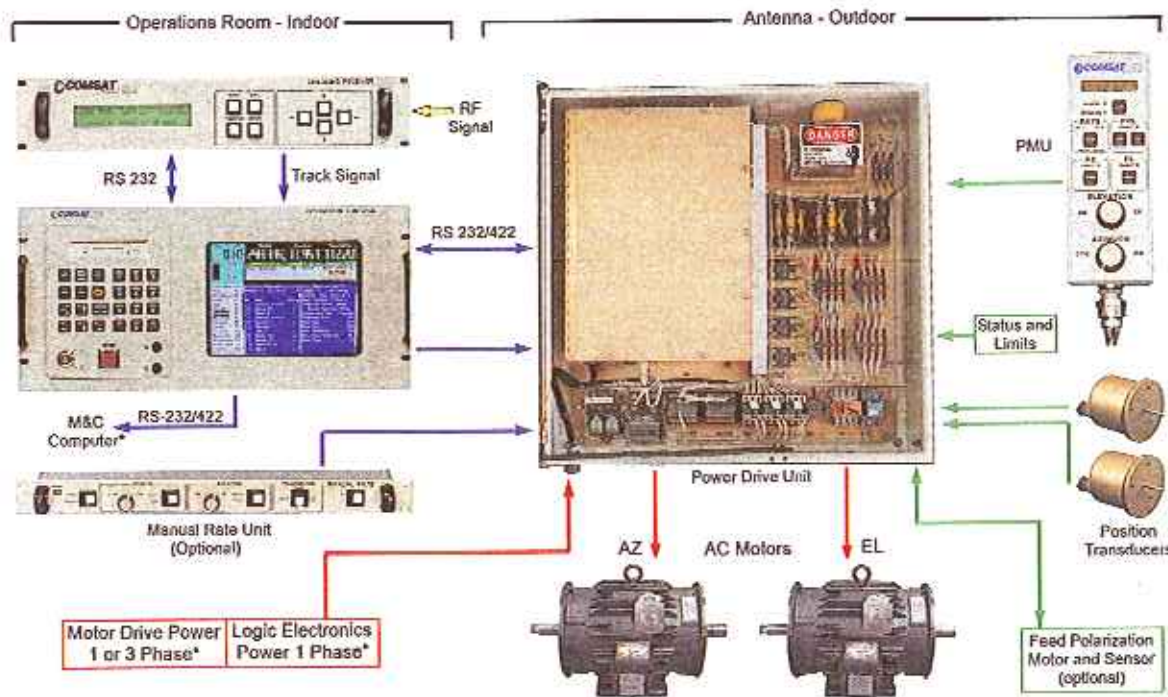 Operations Room - Indoor
Antenna - Outdoor
COMSAT
RF
Signal
RS 232
Track Signal
COMSAT
RS 232/422
RS-232/422
M&C
Computer*
Manual Rate Unit
(Optional)
DANGER
Power Drive Unit
COMSAT
PMU
ELEVATION
AZIMUTH
Status and
Limits
Position
Transducers
AZ
AC Motors
EL
Motor Drive Power
1 or 3 Phase*
Logic Electronics
Power 1 Phase*
Feed Polarization
Motor and Sensor
(optional)